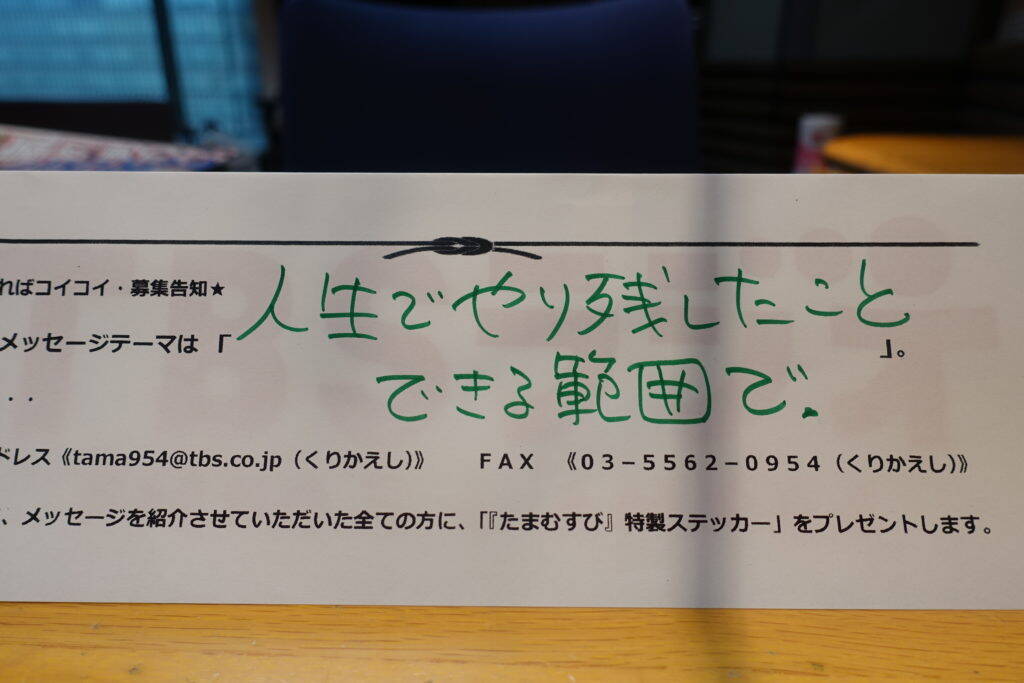 ればコイコイ・募集告知★
人生でやり残したこと
メッセージテーマは「 」。
できる範囲で.
・・
ドレス《tama954@tbs.co.jp（くりかえし）》 ＦＡＸ 《０３－５５６２－０９５４（くりかえし）》
、メッセージを紹介させていただいた全ての方に、「『たまむすび』特製ステッカー」をプレゼントします。